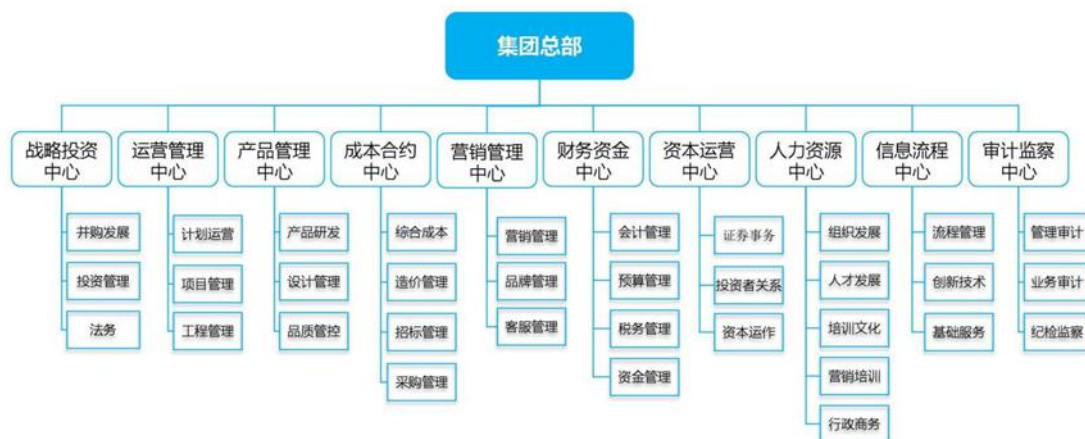 集团总部
战略投资
中心
运营管理
中心
产品管理
中心
成本合约
中心
营销管理
中心
财务资金
中心
资本运营
中心
人力资源
中心
信息流程
中心
审计监察
中心
并购发展
投资管理
法务
计划运营
项目管理
工程管理
产品研发
设计管理
品质管控
综合成本
造价管理
招标管理
采购管理
营销管理
品牌管理
客服管理
会计管理
预算管理
税务管理
资金管理
证券事务
投资者关系
资本运作
组织发展
人才发展
培训文化
营销培训
行政商务
流程管理
创新技术
基础服务
管理审计
业务审计
纪检监察